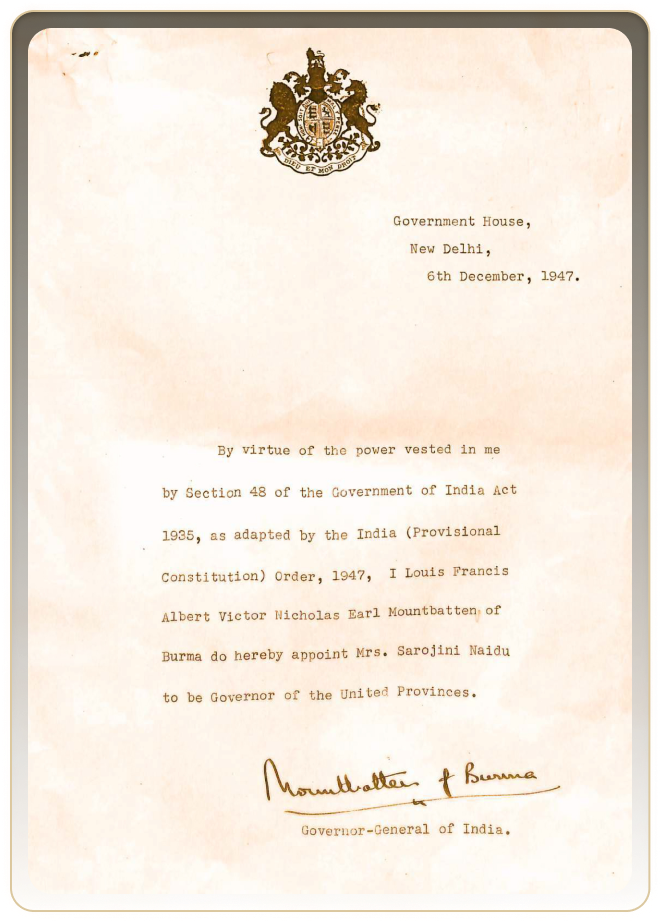 DIEU ET MON DROIT
Government House,
New Delhi,
6th December, 1947.
By virtue of the power vested in me
by Section 48 of the Government of India Act
1935, as adapted by the India (Provisional
Constitution) Order, 1947, I Louis Francis
Albert Victor Nicholas Earl Mountbatten of
Burma do hereby appoint Mrs. Sarojini Naidu
to be Governor of the United Provinces.
Mountbatten of Burma
Governor-General of India.